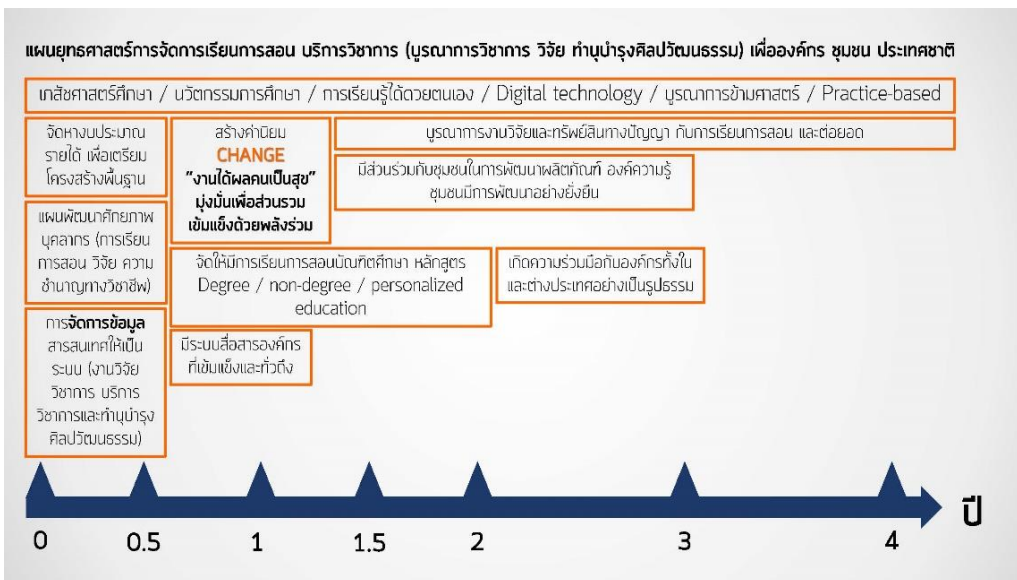 แผนยุทธศาสตร์การจัดการเรียนการสอน บริการวิชาการ (บูรณาการวิชาการ วิจัย ทำนุบำรุงศิลปวัฒนธรรม) เพื่อองค์กร ชุมชน ประเทศชาติ
เภสัชศาสตร์ศึกษา / นวัตกรรมการศึกษา / การเรียนรู้ได้ดวยตนเอง / Digital technology / บูรณาการข้ามศาสตร์ / Practice-based
จัดหางบประมาณ
รายได้ เพื่อเตรียม
โครงสร้างพื้นฐาน
สร้างค่านิยม
CHANGE
"งานได้ผลคนเป็นสุข"
มุ่งมั่นเพื่อส่วนรวม
เข้มแข็งด้วยพลังร่วม
บูรณาการงานวิจัยและทรัพย์สินทางปัญญา กับการเรียนการสอน และต่อยอด
มีส่วนร่วมกับชุมชนในการพัฒนาผลิตภัณฑ์ องค์ความรู้
ชุมชนมีการพัฒนาอย่างยั่งยืน
แผนพัฒนาศักยภาพ
บุคลากร (การเรียน
การสอน วิจัย ความ
ชำนาญทางวิชาชีพ)
จัดให้มีการเรียนการสอนบัณฑิตศึกษา หลักสูตร
Degree / non-degree / personalized
education
เกิดความร่วมมือกับองค์กรทั้งใน
และต่างประเทศอย่างเป็นรูปธรรม
การจัดการข้อมูล
สารสนเทศให้เป็น
ระบบ (งานวิจัย
วิชาการ บริการ
วิชาการและทำนุบำรุง
ศิลปวัฒนธรรม)
มีระบบสื่อสารองค์กร
ที่เข้มแข็งและทั่วถึง
0 0.5 1 1.5 2 3 4 ปี